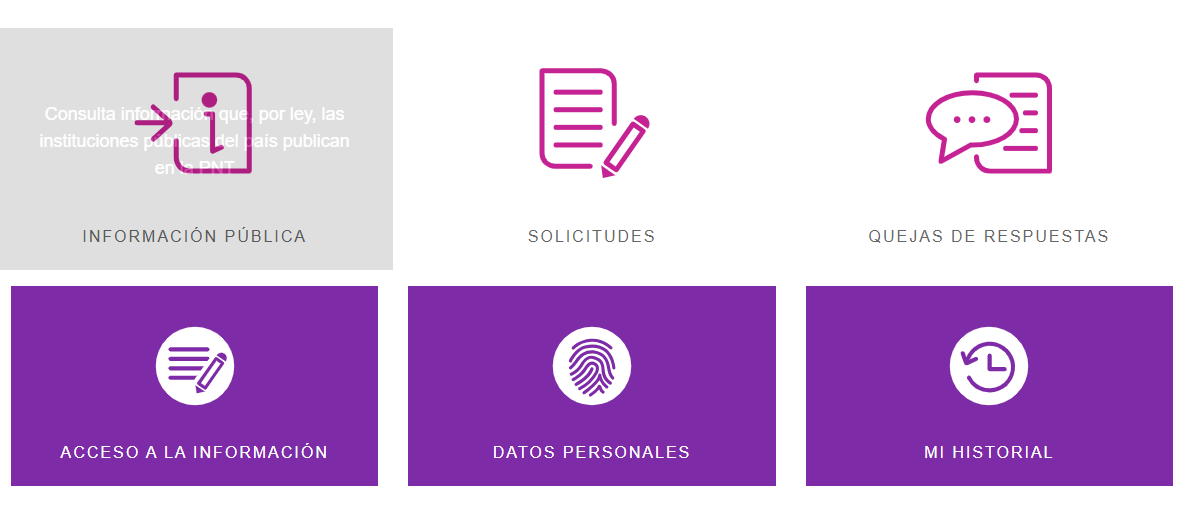 Consulta información que, por ley, las
instituciones públicas del país publican
en la PNT
INFORMACIÓN PÚBLICA
SOLICITUDES
QUEJAS DE RESPUESTAS
ACCESO A LA INFORMACIÓN
DATOS PERSONALES
MI HISTORIAL